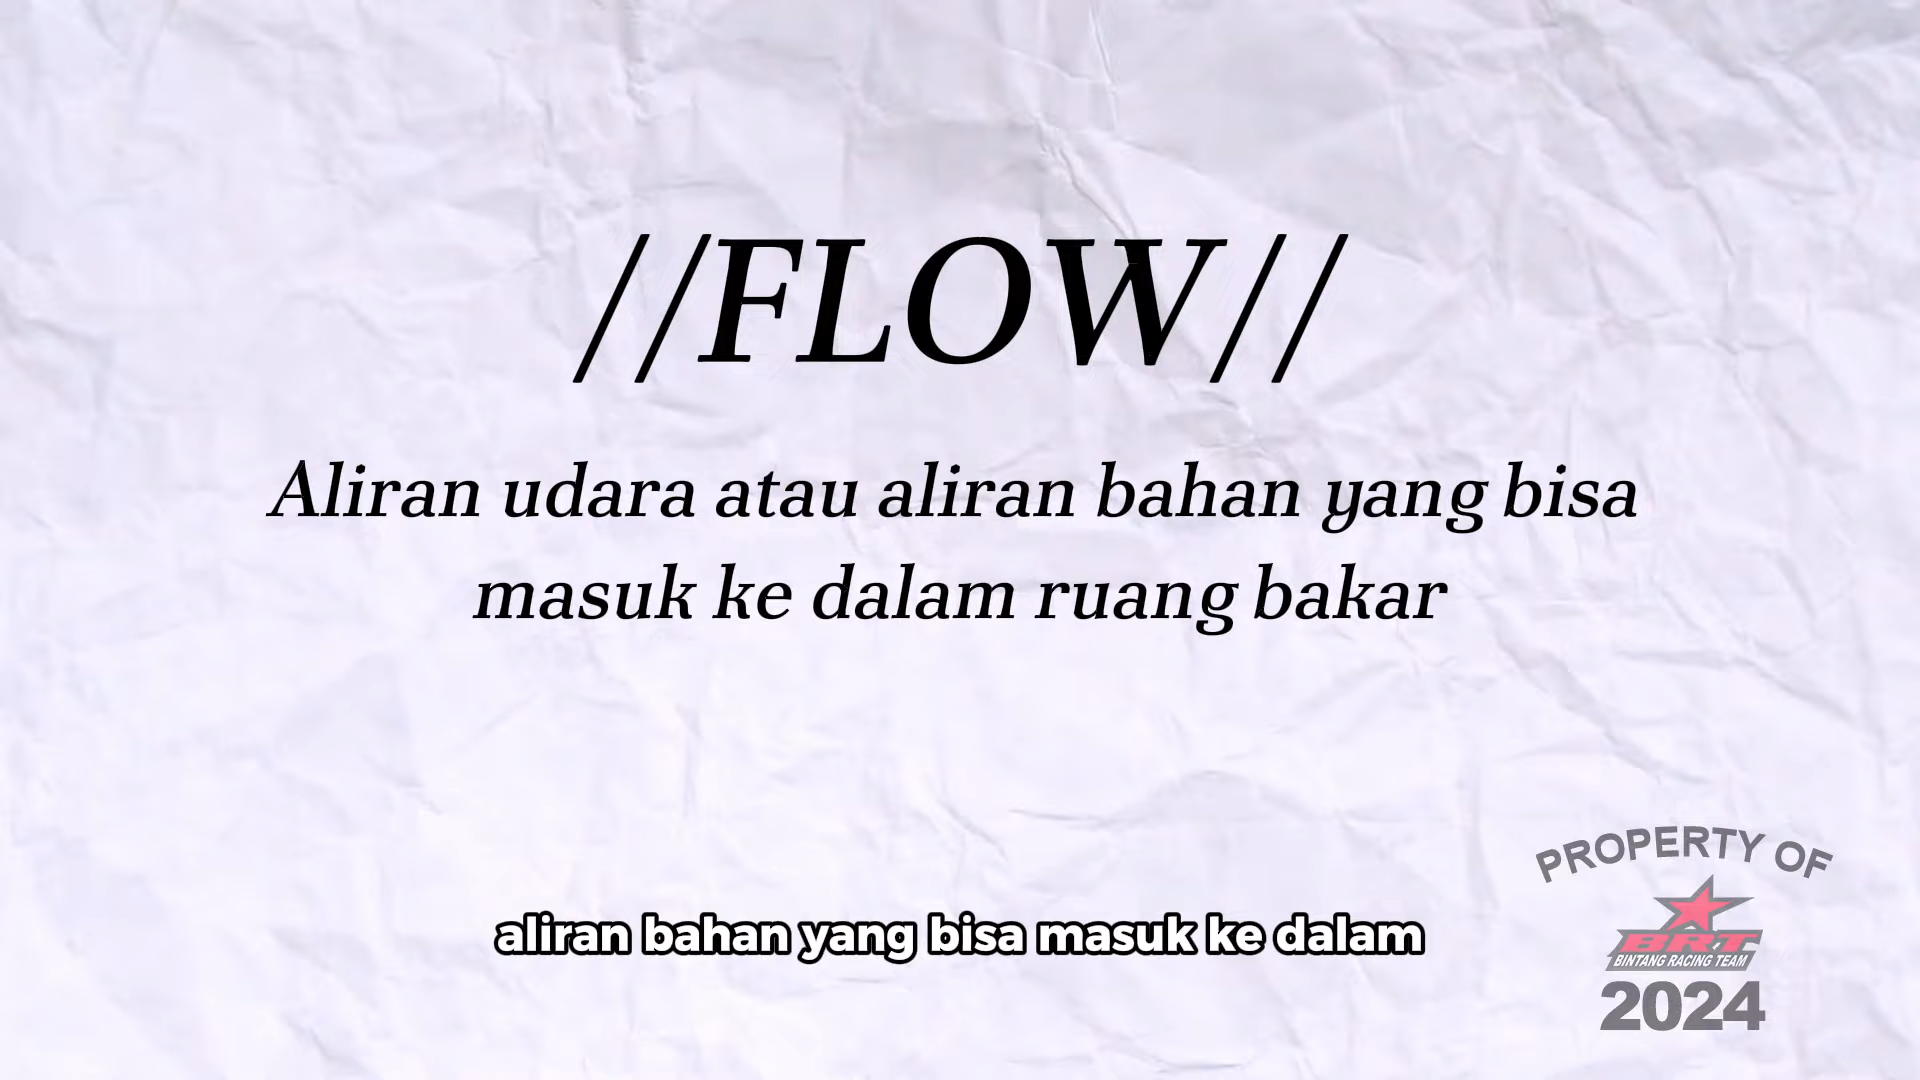 //FLOW//
Aliran udara atau aliran bahan yang bisa
masuk ke dalam ruang bakar
aliran bahan yang bisa masuk ke dalam
PROPERTY OF
BRT
BINTANG RACING TEAM
2024